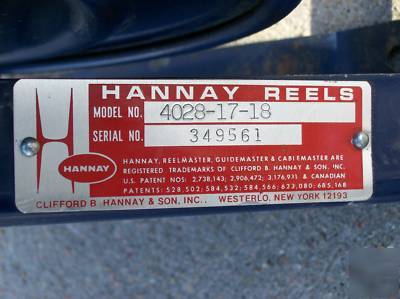 HANNAY REELS
MODEL NO. 4028-17-18
SERIAL NO. 349561
HANNAY
HANNAY, REELMASTER, GUIDEMASTER & CABLEMASTER ARE
REGISTERED TRADEMARKS OF CLIFFORD B. HANNAY & SON, INC.
U.S. PATENT NOS: 2,738,143; 2,906,472; 3,176,931 & CANADIAN
PATENTS: 528,502; 584,532; 584,566; 623,080; 685,168
CLIFFORD B. HANNAY & SON, INC., WESTERLO, NEW YORK 12193